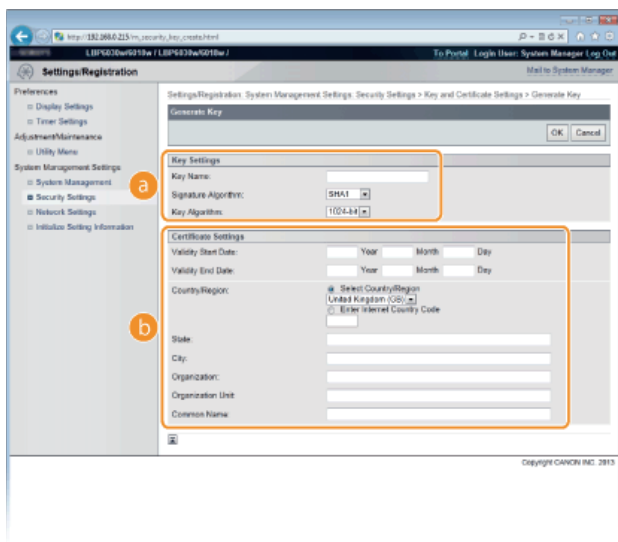 http://192.168.0.215/m_security_key_create.html
LBP6030w/6018w / LBP6030w/6018w /
To Portal Login User: System Manager Log Out
Settings/Registration
Mail to System Manager
Preferences
Display Settings
Timer Settings
Adjustment/Maintenance
Utility Menu
System Management Settings
System Management
Security Settings
Network Settings
Initialize Setting Information
Settings/Registration: System Management Settings: Security Settings > Key and Certificate Settings > Generate Key
Generate Key
OK Cancel
a
Key Settings
Key Name:
Signature Algorithm: SHA1
Key Algorithm: 1024-bit
b
Certificate Settings
Validity Start Date: Year Month Day
Validity End Date: Year Month Day
Country/Region: Select Country/Region
United Kingdom (GB)
Enter Internet Country Code
State:
City:
Organization:
Organization Unit:
Common Name:
Copyright CANON INC. 2013